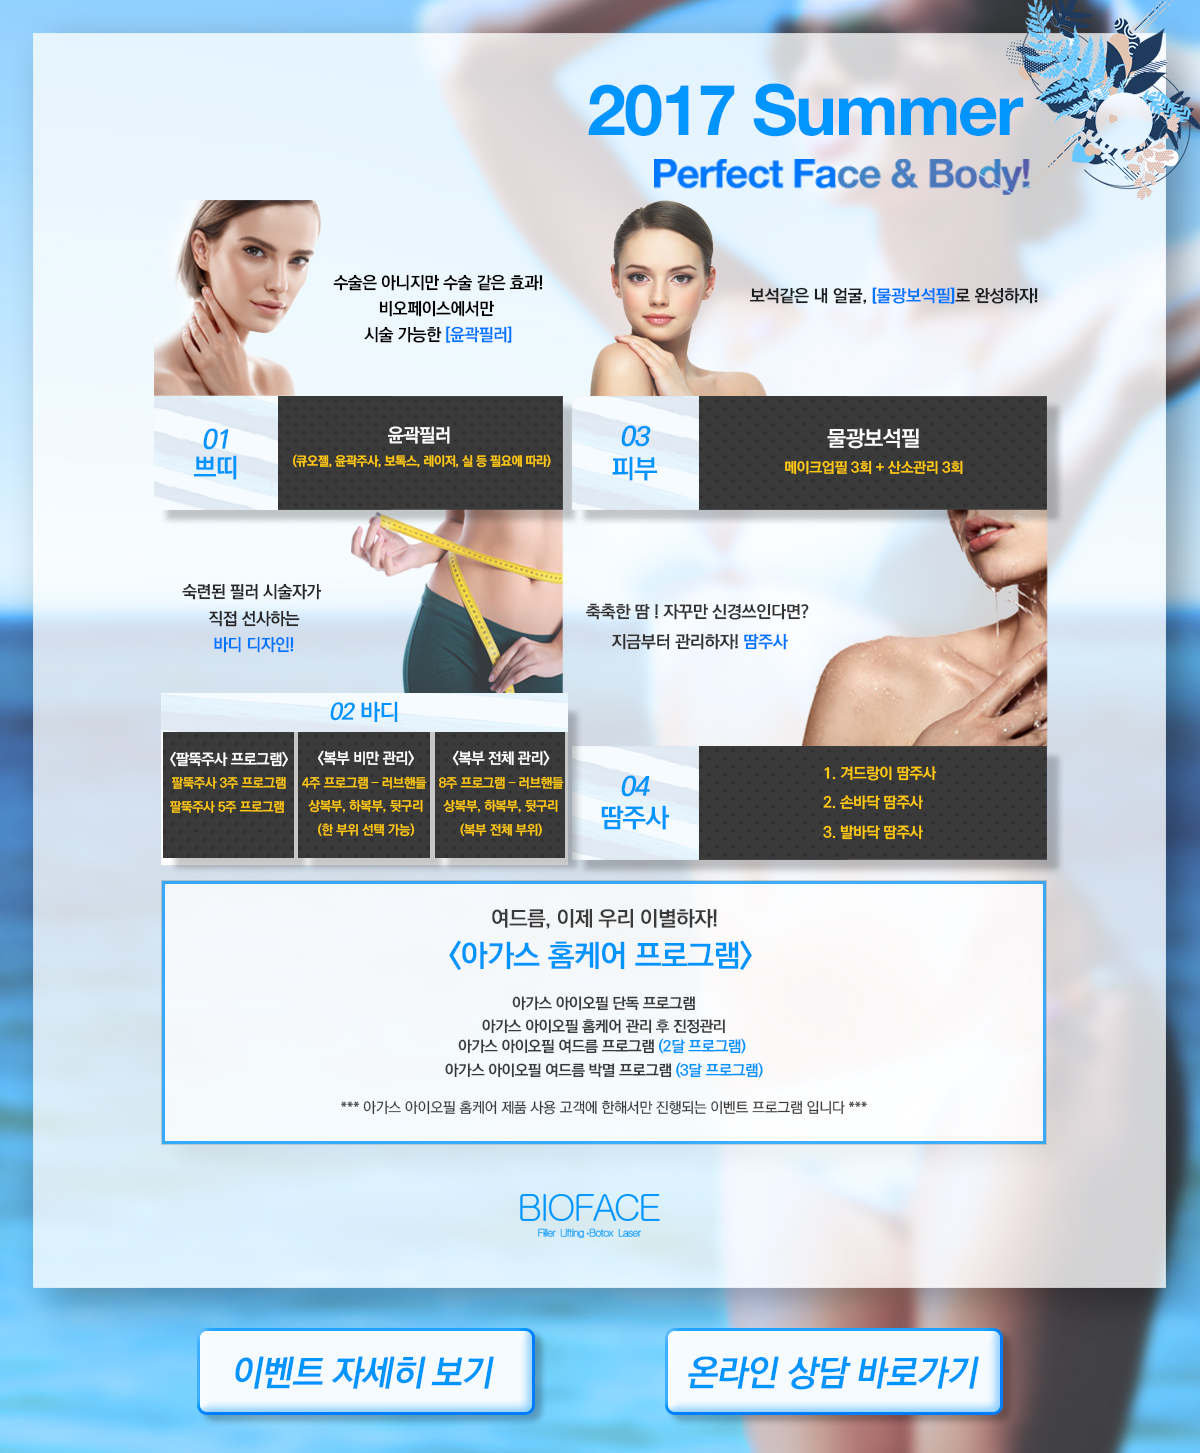 2017 Summer
Perfect Face & Body!
수술은 아니지만 수술 같은 효과!
비오페이스에서만
시술 가능한 [윤곽필러]
01
쁘띠
윤곽필러
(큐오젤, 윤곽주사, 보톡스, 레이저, 실 등 필요에 따라)
보석같은 내 얼굴, [물광보석필]로 완성하자!
03
피부
물광보석필
메이크업필 3회 + 산소관리 3회
숙련된 필러 시술자가
직접 선사하는
바디 디자인!
02 바디
<팔뚝주사 프로그램>
팔뚝주사 3주 프로그램
팔뚝주사 5주 프로그램
<복부 비만 관리>
4주 프로그램 – 러브핸들
상복부, 하복부, 뒷구리
(한 부위 선택 가능)
<복부 전체 관리>
8주 프로그램 – 러브핸들
상복부, 하복부, 뒷구리
(복부 전체 부위)
축축한 땀 ! 자꾸만 신경쓰인다면?
지금부터 관리하자! 땀주사
04
땀주사
1. 겨드랑이 땀주사
2. 손바닥 땀주사
3. 발바닥 땀주사
여드름, 이제 우리 이별하자!
<아가스 홈케어 프로그램>
아가스 아이오필 단독 프로그램
아가스 아이오필 홈케어 관리 후 진정관리
아가스 아이오필 여드름 프로그램 (2달 프로그램)
아가스 아이오필 여드름 박멸 프로그램 (3달 프로그램)
*** 아가스 아이오필 홈케어 제품 사용 고객에 한해서만 진행되는 이벤트 프로그램 입니다 ***
BIOFACE
Filler Lifting ·Botox Laser
이벤트 자세히 보기
온라인 상담 바로가기